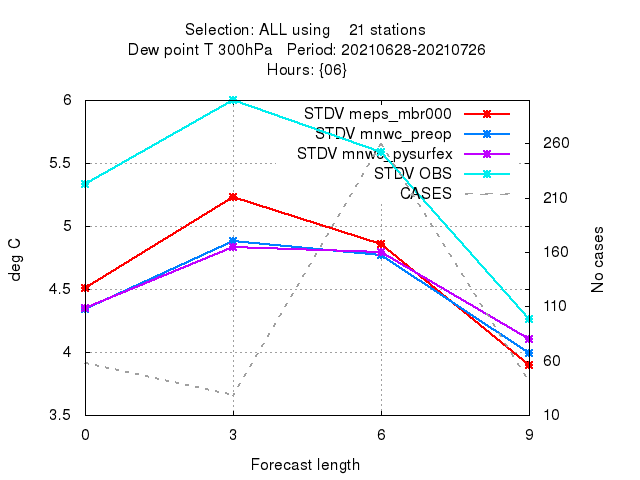 Selection: ALL using 21 stations
Dew point T 300hPa Period: 20210628-20210726
Hours: {06}
STDV meps_mbr000
STDV mnwc_preop
STDV mnwc_pysurfex
STDV OBS
CASES
6
5.5
5
4.5
4
3.5
deg C
260
210
160
110
60
10
No cases
0 3 6 9
Forecast length